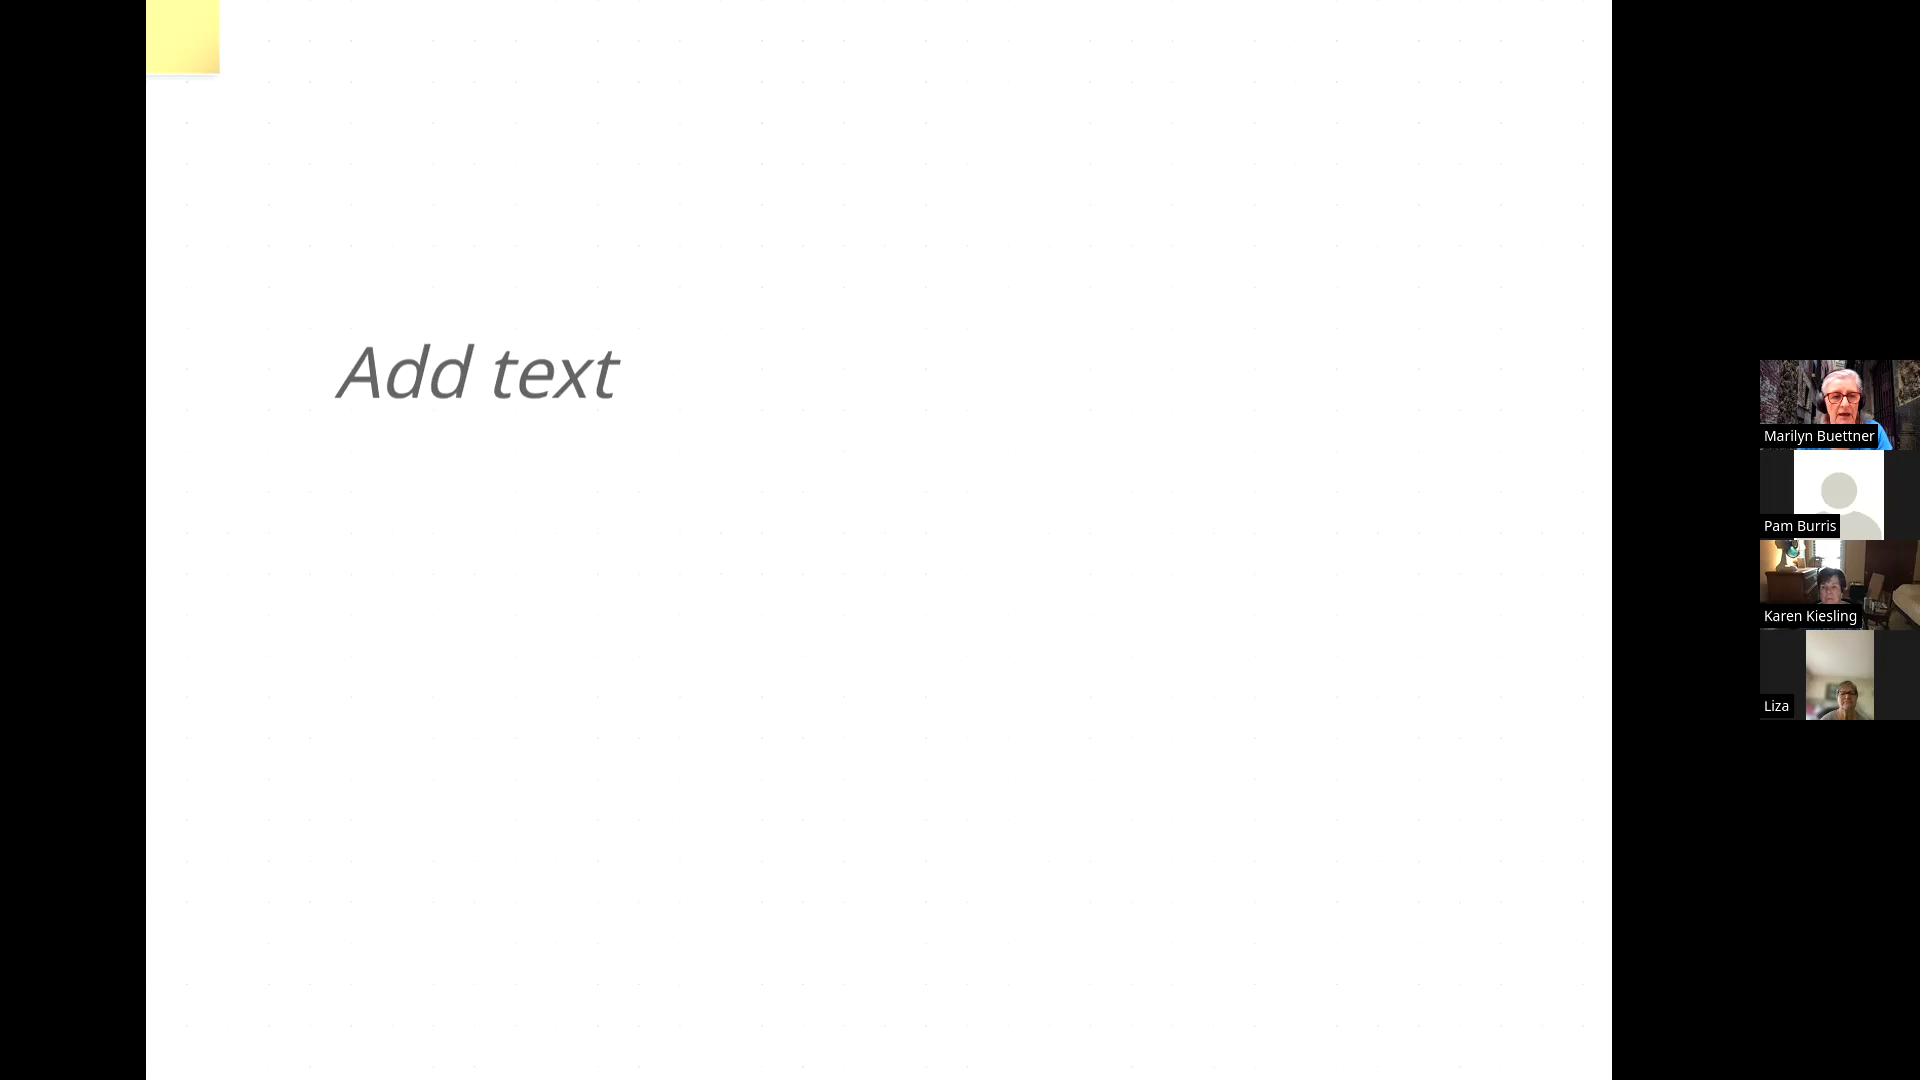 Add text
Marilyn Buettner
Pam Burris
Karen Kiesling
Liza